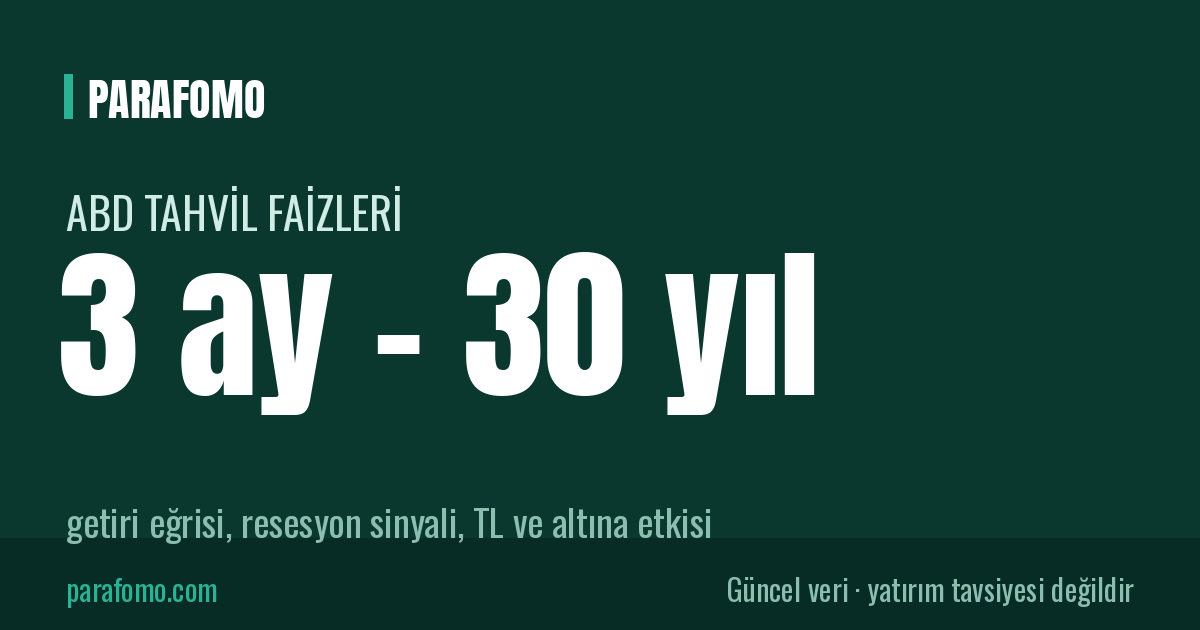 PARAFOMO
ABD TAHVİL FAİZLERİ
3 ay - 30 yıl
getiri eğrisi, resesyon sinyali, TL ve altına etkisi
parafomo.com
Güncel veri · yatırım tavsiyesi değildir